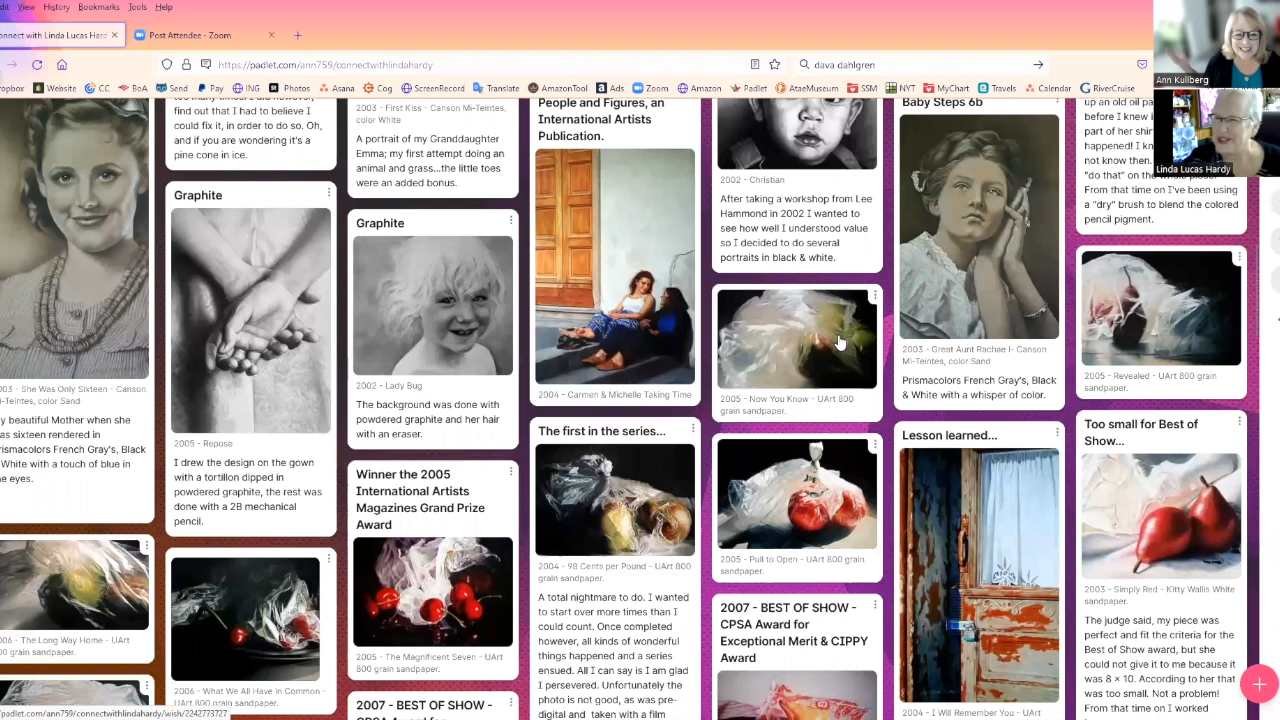 dit View History Bookmarks Tools Help
onnect with Linda Lucas Hard
Post Attendee - Zoom
https://padlet.com/ann759/connectwithlindahardy
dava dahlgren
ropbox Website CC BoA Send Pay ING Photos Asana Cog ScreenRec Translate AmazonTool Ads Zoom Amazon Padlet AtaeMuseum SSM NYT MyChart Travels Calendar RiverCruise
Ann Kullberg
Linda Lucas Hardy
003 - She Was Only Sixteen - Canson
i-Teintes, color Sand
y beautiful Mother when she
as sixteen rendered in
rismacolors French Gray's, Black
White with a touch of blue in
e eyes.
006 - The Long Way Home - UArt
00 grain sandpaper.
find out that I had to believe I
could fix it, in order to do so. Oh,
and if you are wondering it's a
pine cone in ice.
Graphite
2005 - Repose
I drew the design on the gown
with a tortillon dipped in
powdered graphite, the rest was
done with a 2B mechanical
pencil.
2006 - What We All Have in Common -
UArt 800 grain sandpaper.
2003 - First Kiss - Canson Mi-Teintes,
color White
A portrait of my Granddaughter
Emma; my first attempt doing an
animal and grass...the little toes
were an added bonus.
Graphite
2002 - Lady Bug
The background was done with
powdered graphite and her hair
with an eraser.
Winner the 2005
International Artists
Magazines Grand Prize
Award
2005 - The Magnificent Seven - UArt
800 grain sandpaper.
2007 - BEST OF SHOW -
CPSA Award for
People and Figures, an
International Artists
Publication.
2004 - Carmen & Michelle Taking Time
The first in the series...
2004 - 98 Cents per Pound - UArt 800
grain sandpaper.
A total nightmare to do. I wanted
to start over more times than I
could count. Once completed
however, all kinds of wonderful
things happened and a series
ensued. All I can say is I am glad
I persevered. Unfortunately the
photo is not good, as was pre-
digital and taken with a film
2002 - Christian
After taking a workshop from Lee
Hammond in 2002 I wanted to
see how well I understood value
so I decided to do several
portraits in black & white.
2005 - Now You Know - UArt 800
grain sandpaper.
2005 - Pull to Open - UArt 800 grain
sandpaper.
2007 - BEST OF SHOW -
CPSA Award for
Exceptional Merit & CIPPY
Award
Baby Steps 6b
2003 - Great Aunt Rachae l- Canson
Mi-Teintes, color Sand
Prismacolors French Gray's, Black
& White with a whisper of color.
Lesson learned...
2004 - I Will Remember You - UArt
up an old oil pa
before I knew i
part of her shir
happened! I kn
not know then.
"do that" on the
From that time on I've been using
a "dry" brush to blend the colored
pencil pigment.
2005 - Revealed - UArt 800 grain
sandpaper.
Too small for Best of
Show...
2003 - Simply Red - Kitty Wallis White
sandpaper.
The judge said, my piece was
perfect and fit the criteria for the
Best of Show award, but she
could not give it to me because it
was 8 x 10. According to her that
was too small. Not a problem!
From that time on I worked
/padlet.com/ann759/connectwithlindahardy/wish/2242773727